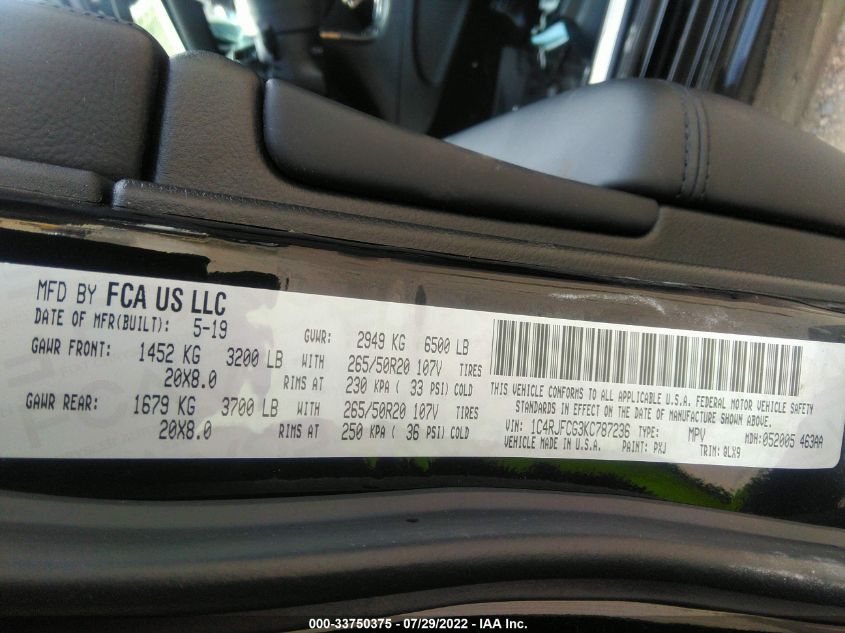 MFD BY FCA US LLC
DATE OF MFR(BUILT): 5-19 GVWR: 2949 KG 6500 LB
GAWR FRONT: 1452 KG 3200 LB WITH 265/50R20 107V TIRES
20X8.0 RIMS AT 230 KPA ( 33 PSI) COLD
GAWR REAR: 1679 KG 3700 LB WITH 265/50R20 107V TIRES
20X8.0 RIMS AT 250 KPA ( 36 PSI) COLD
THIS VEHICLE CONFORMS TO ALL APPLICABLE U.S.A. FEDERAL MOTOR VEHICLE SAFETY
STANDARDS IN EFFECT ON THE DATE OF MANUFACTURE SHOWN ABOVE.
VIN: 1C4RJFCG3KC787236 TYPE: MPV MDH:052005 463AA
MADE IN U.S.A. PAINT: PXJ TRIM: QLX9
000-33750375 - 07/29/2022 - IAA Inc.